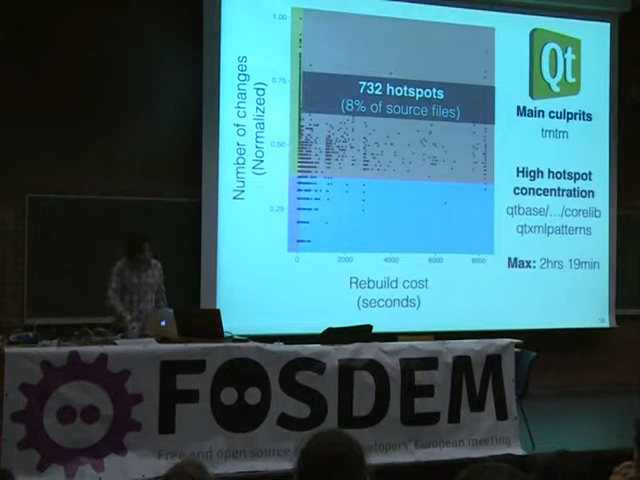 1.00
0.75
0.50
0.25
0
2000
4000
6000
8000
Number of changes
(Normalized)
732 hotspots
(8% of source files)
Rebuild cost
(seconds)
Qt
Main culprits
tmtm
High hotspot
concentration
qtbase/.../corelib
qtxmlpatterns
Max: 2hrs 19min
FOSDEM
Free and open source developers' European meeting